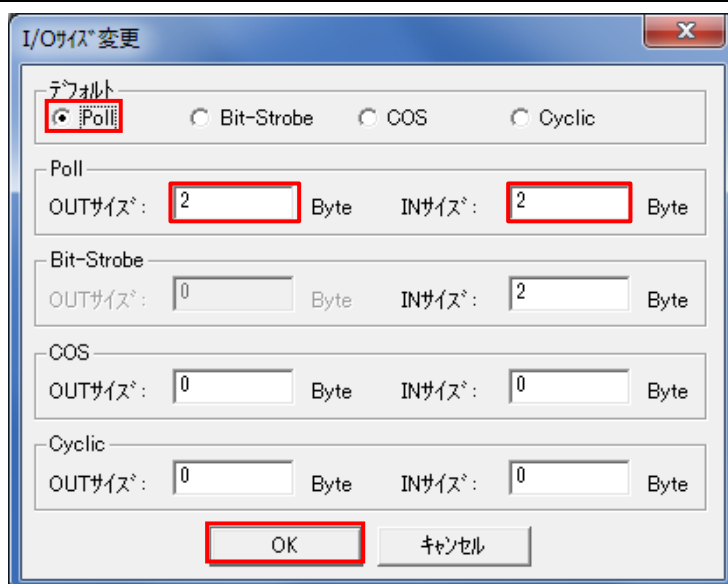 I/Oｻｲｽﾞ変更
ﾃﾞﾌｫﾙﾄ
Poll Bit-Strobe COS Cyclic
Poll
OUTｻｲｽﾞ: 2 Byte INｻｲｽﾞ: 2 Byte
Bit-Strobe
OUTｻｲｽﾞ: 0 Byte INｻｲｽﾞ: 2 Byte
COS
OUTｻｲｽﾞ: 0 Byte INｻｲｽﾞ: 0 Byte
Cyclic
OUTｻｲｽﾞ: 0 Byte INｻｲｽﾞ: 0 Byte
OK ｷｬﾝｾﾙ